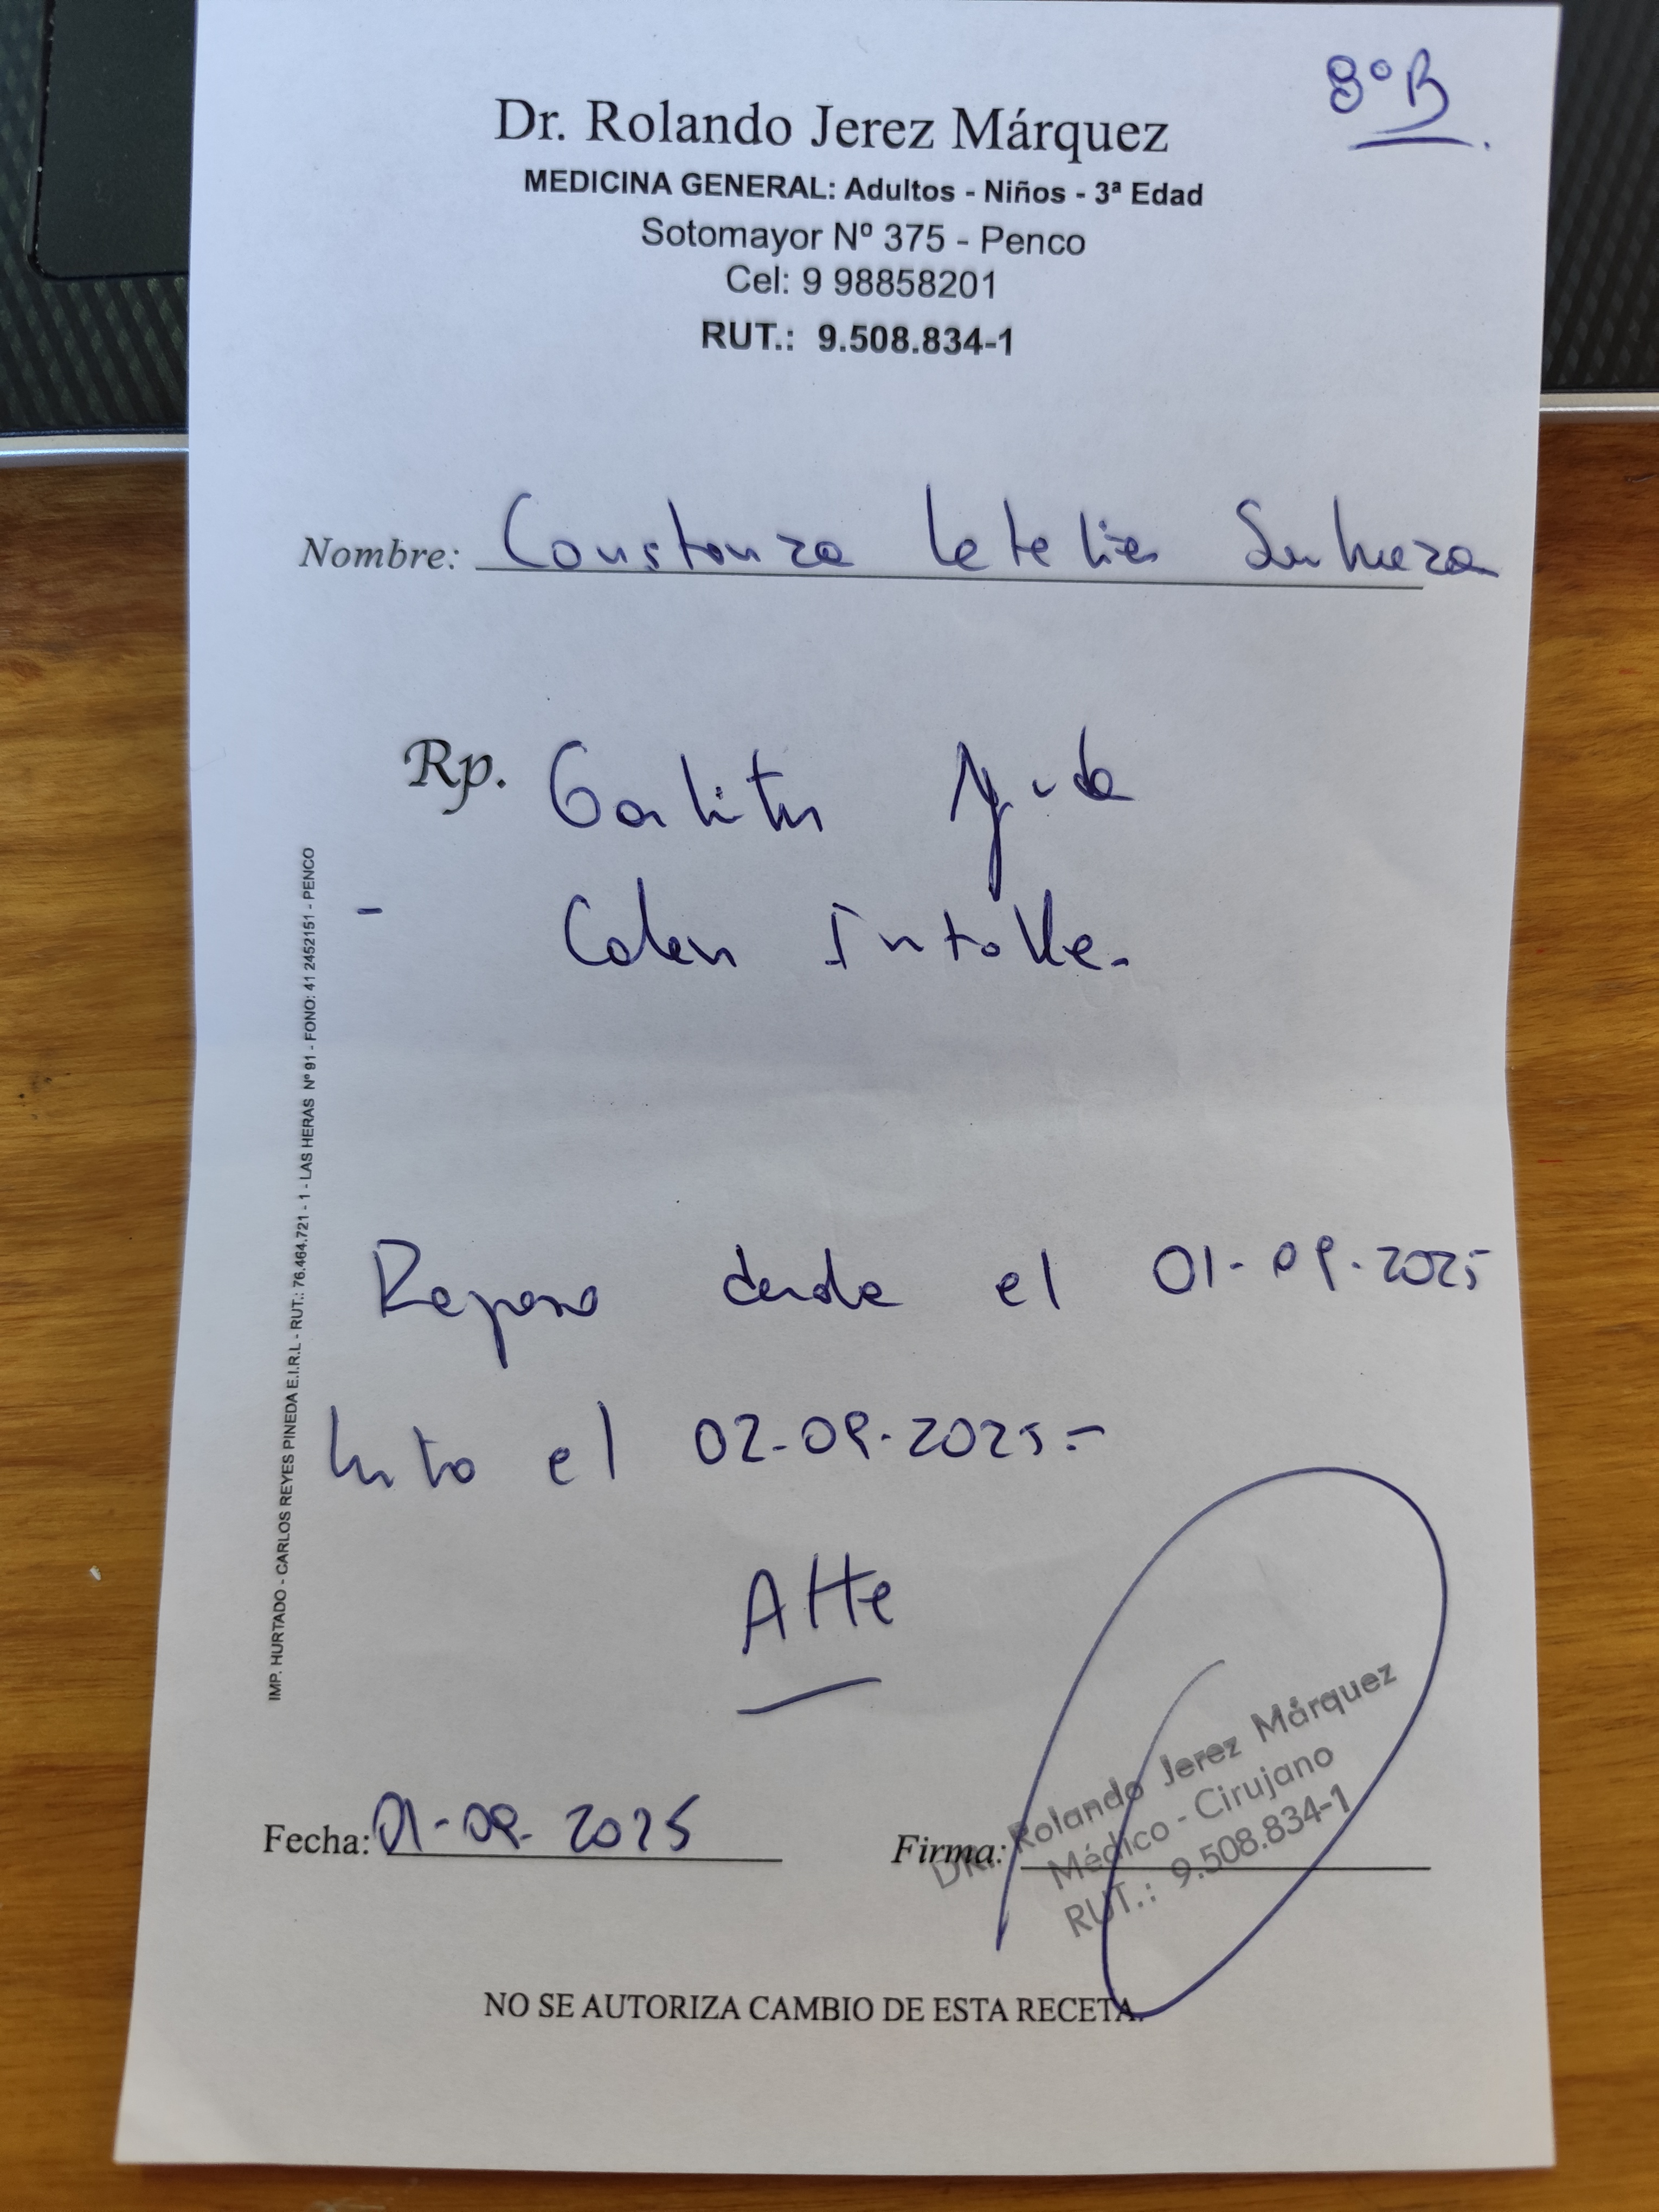 8°B
Dr. Rolando Jerez Márquez
MEDICINA GENERAL: Adultos - Niños - 3ª Edad
Sotomayor Nº 375 - Penco
Cel: 9 98858201
RUT.: 9.508.834-1
Nombre: Constanza Letelier
Rp. Gastritis Aguda
- Colon Irritable.
Reposo desde el 01-09-2025
hasta el 02-09-2025.-
Atte
Fecha: 01-09-2025
Firma:
Dr. Rolando Jerez Márquez
Médico - Cirujano
RUT.: 9.508.834-1
NO SE AUTORIZA CAMBIO DE ESTA RECETA.
IMP. HURTADO - CARLOS REYES PINEDA E.I.R.L - RUT.: 76.464.721 - 1 - LAS HERAS Nº 91 - FONO: 41 2452151 - PENCO